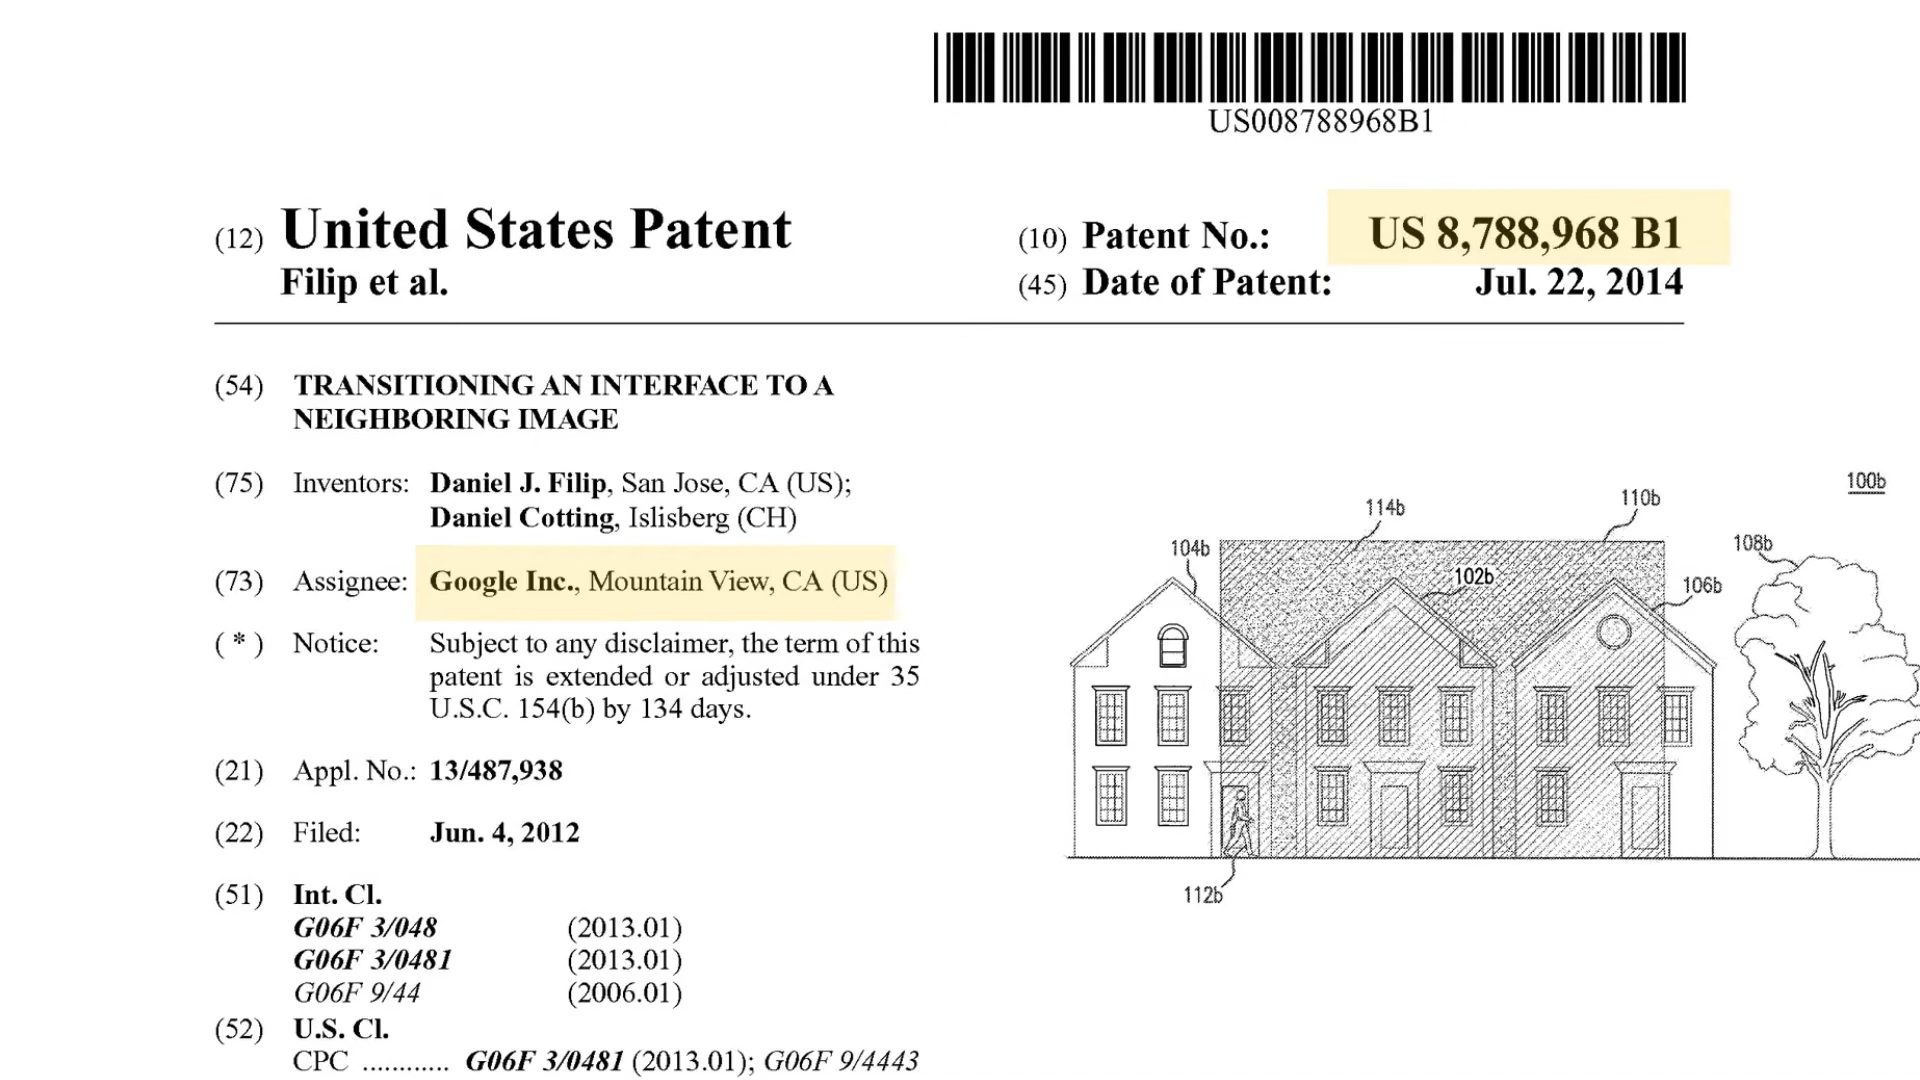 US008788968B1
(12) United States Patent
Filip et al.
(10) Patent No.: US 8,788,968 B1
(45) Date of Patent: Jul. 22, 2014
(54) TRANSITIONING AN INTERFACE TO A
NEIGHBORING IMAGE
(75) Inventors: Daniel J. Filip, San Jose, CA (US);
Daniel Cotting, Islisberg (CH)
(73) Assignee: Google Inc., Mountain View, CA (US)
( * ) Notice: Subject to any disclaimer, the term of this
patent is extended or adjusted under 35
U.S.C. 154(b) by 134 days.
(21) Appl. No.: 13/487,938
(22) Filed: Jun. 4, 2012
(51) Int. Cl.
G06F 3/048 (2013.01)
G06F 3/0481 (2013.01)
G06F 9/44 (2006.01)
(52) U.S. Cl.
CPC ............ G06F 3/0481 (2013.01); G06F 9/4443
100b
110b
114b
108b
104b
102b
106b
112b